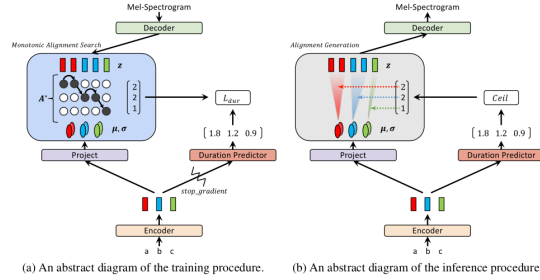 Mel-Spectrogram
Decoder
Monotonic Alignment Search
z
A*
2
2
1
L_dur
μ, σ
[1.8 1.2 0.9]
Project
Duration Predictor
stop_gradient
Encoder
a b c
(a) An abstract diagram of the training procedure.
Mel-Spectrogram
Decoder
Alignment Generation
z
2
2
1
Ceil
μ, σ
[1.8 1.2 0.9]
Project
Duration Predictor
Encoder
a b c
(b) An abstract diagram of the inference procedure